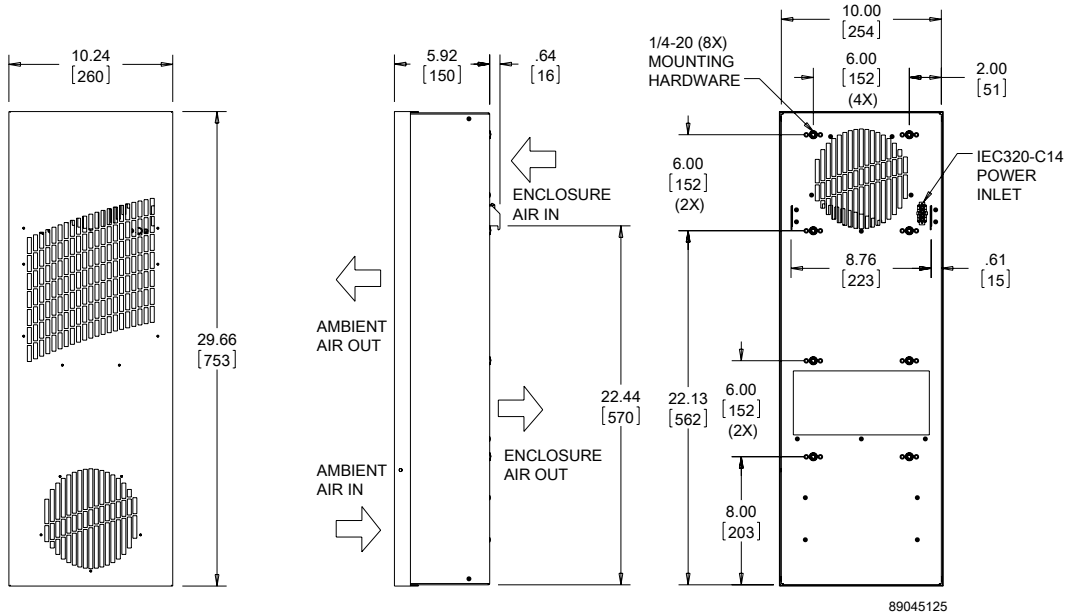 10.24
[260]
29.66
[753]
5.92
[150]
.64
[16]
ENCLOSURE
AIR IN
AMBIENT
AIR OUT
22.44
[570]
ENCLOSURE
AIR OUT
AMBIENT
AIR IN
10.00
[254]
1/4-20 (8X)
MOUNTING
HARDWARE
6.00
[152]
(4X)
2.00
[51]
6.00
[152]
(2X)
IEC320-C14
POWER
INLET
8.76
[223]
.61
[15]
22.13
[562]
6.00
[152]
(2X)
8.00
[203]
89045125